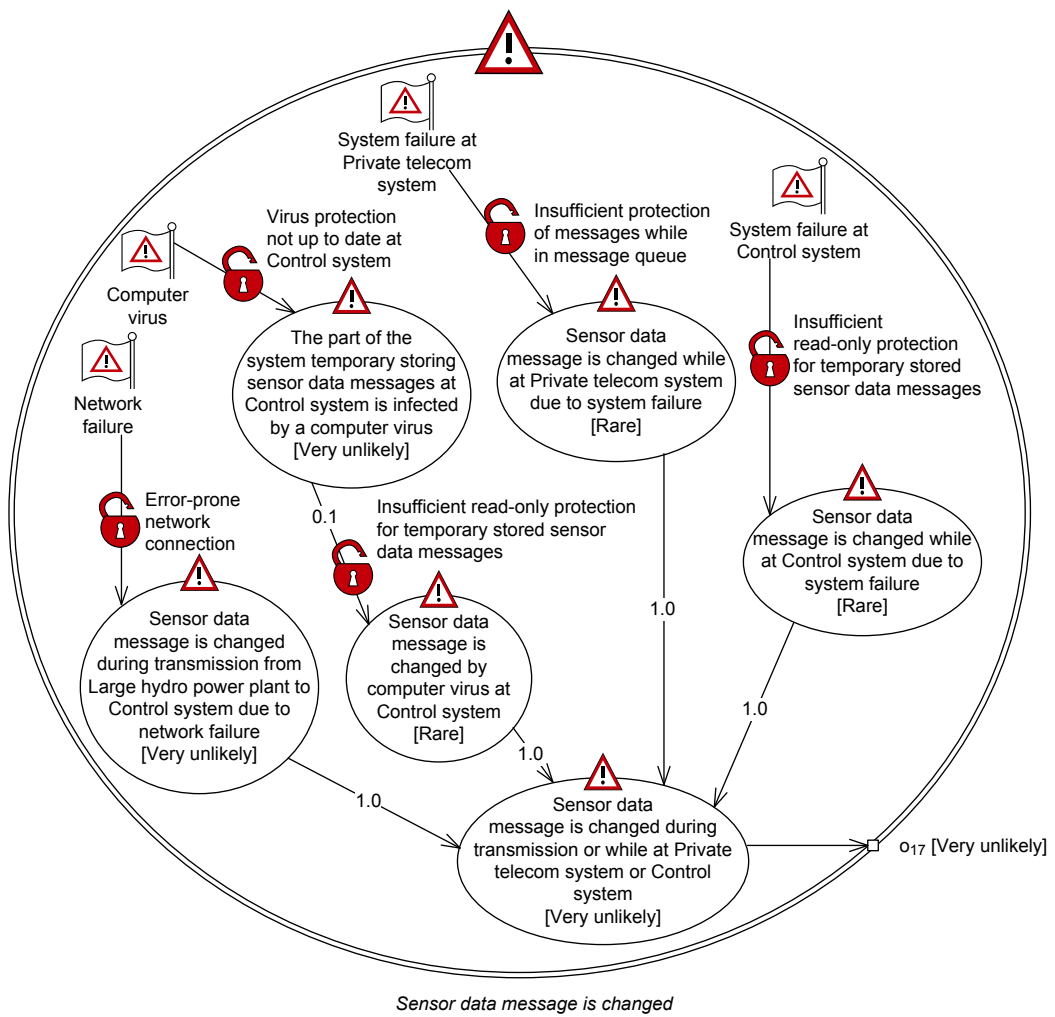 System failure at
Private telecom
system
Insufficient protection
of messages while
in message queue
System failure at
Control system
Virus protection
not up to date at
Control system
Computer
virus
Network
failure
Insufficient
read-only protection
for temporary stored
sensor data messages
The part of the
system temporary storing
sensor data messages at
Control system is infected
by a computer virus
[Very unlikely]
Sensor data
message is changed while
at Private telecom system
due to system failure
[Rare]
Error-prone
network
connection
0.1
Insufficient read-only protection
for temporary stored sensor
data messages
Sensor data
message is changed while
at Control system due to
system failure
[Rare]
Sensor data
message is changed
during transmission from
Large hydro power plant to
Control system due to
network failure
[Very unlikely]
Sensor data
message is
changed by
computer virus at
Control system
[Rare]
1.0
1.0
1.0
1.0
Sensor data
message is changed during
transmission or while at Private
telecom system or Control
system
[Very unlikely]
o17 [Very unlikely]
Sensor data message is changed